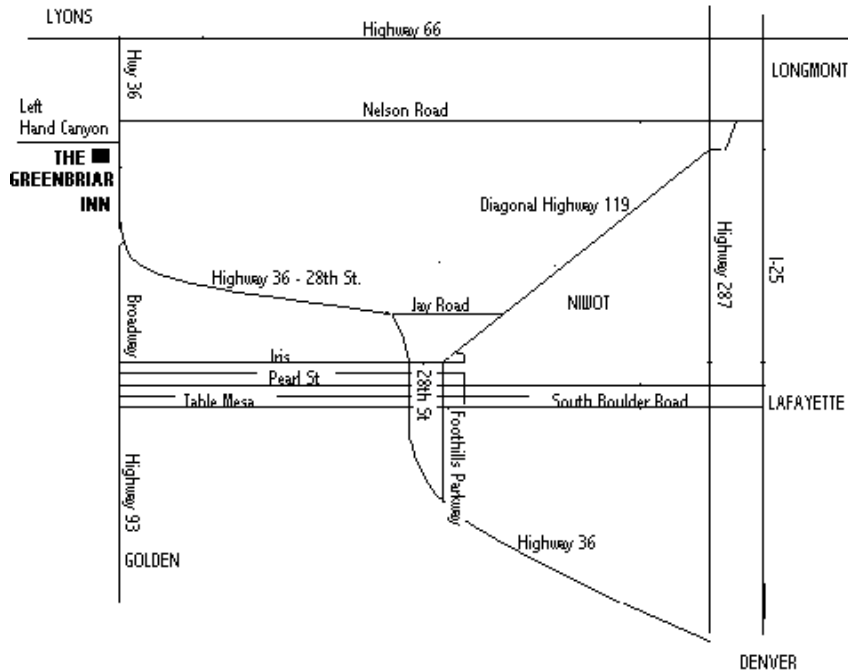 LYONS
Highway 66
Hwy 36
LONGMONT
Left
Hand Canyon
Nelson Road
THE
GREENBRIAR
INN
Diagonal Highway 119
Highway 287
I-25
Highway 36 - 28th St.
Broadway
Jay Road
NIWOT
Iris
Pearl St
28th St
Table Mesa
South Boulder Road
LAFAYETTE
Foothills Parkway
Highway 93
Highway 36
GOLDEN
DENVER